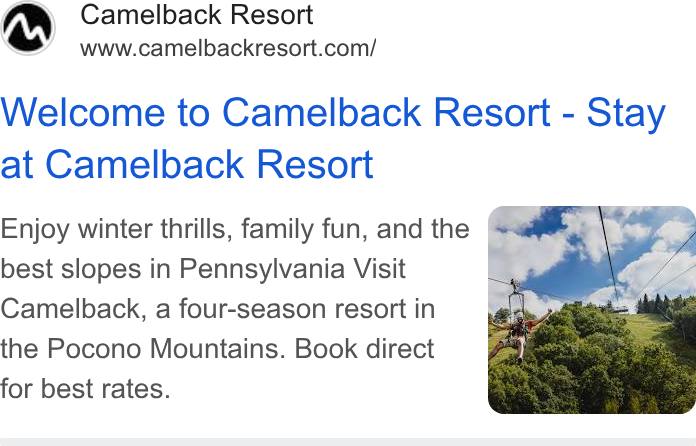 Camelback Resort
www.camelbackresort.com/
Welcome to Camelback Resort - Stay
at Camelback Resort
Enjoy winter thrills, family fun, and the
best slopes in Pennsylvania Visit
Camelback, a four-season resort in
the Pocono Mountains. Book direct
for best rates.